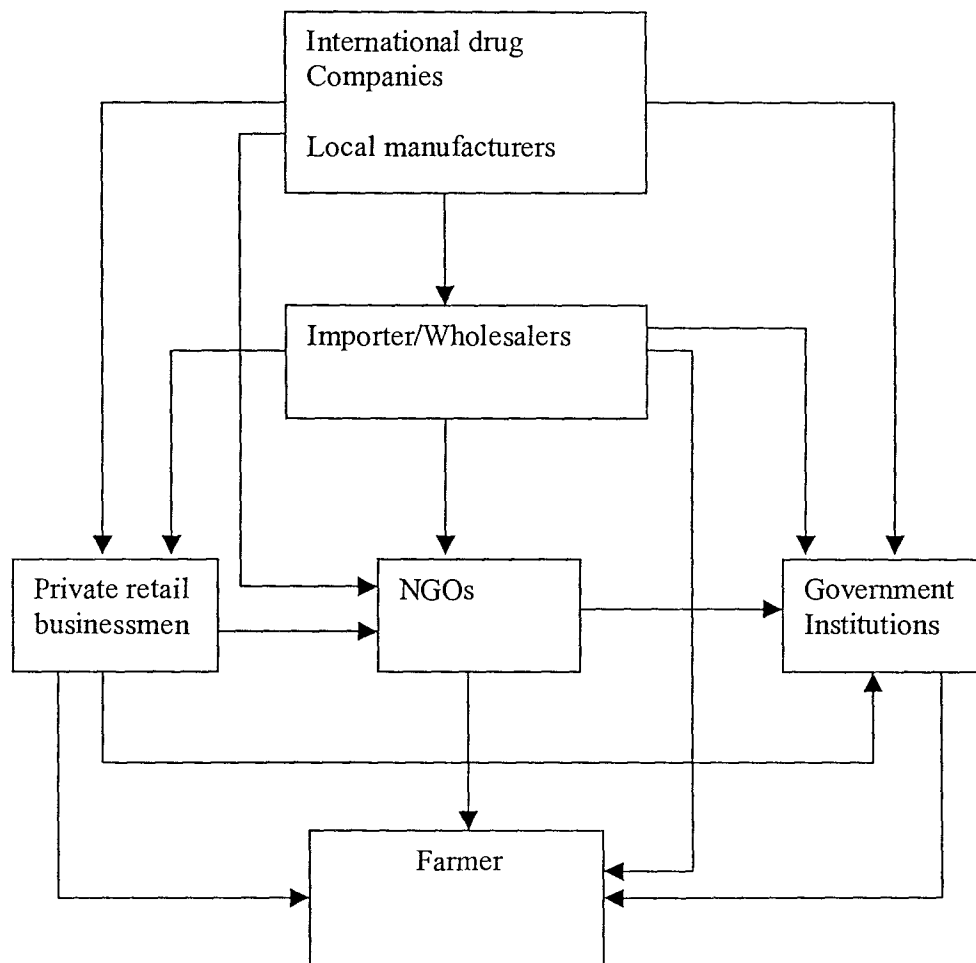 International drug
Companies
Local manufacturers
Importer/Wholesalers
Private retail
businessmen
NGOs
Government
Institutions
Farmer